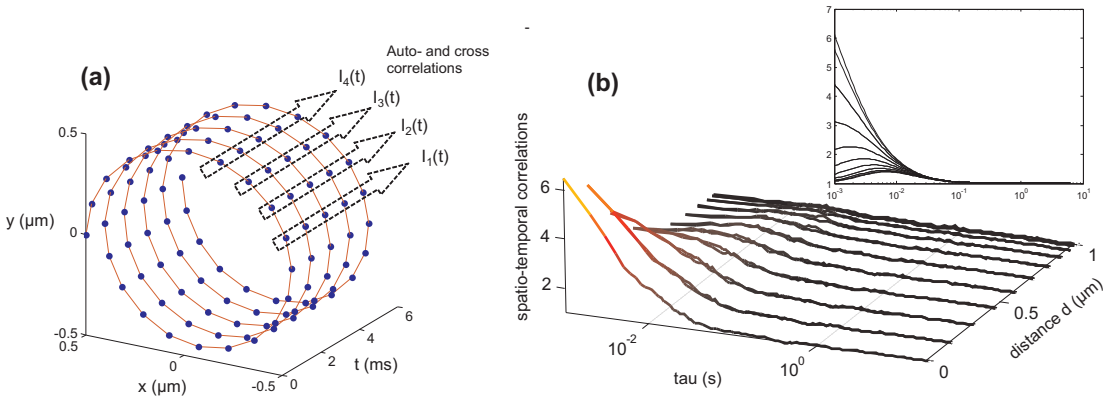 (a)
Auto- and cross
correlations
I4(t)
I3(t)
I2(t)
I1(t)
0.5
y (μm)
0
-0.5
0.5
x (μm)
0
-0.5
0
2
4
6
t (ms)
-
(b)
7
6
5
4
3
2
1
10-3
10-2
10-1
100
101
spatio-temporal correlations
6
4
2
10-2
100
tau (s)
0
0.5
1
distance d (μm)